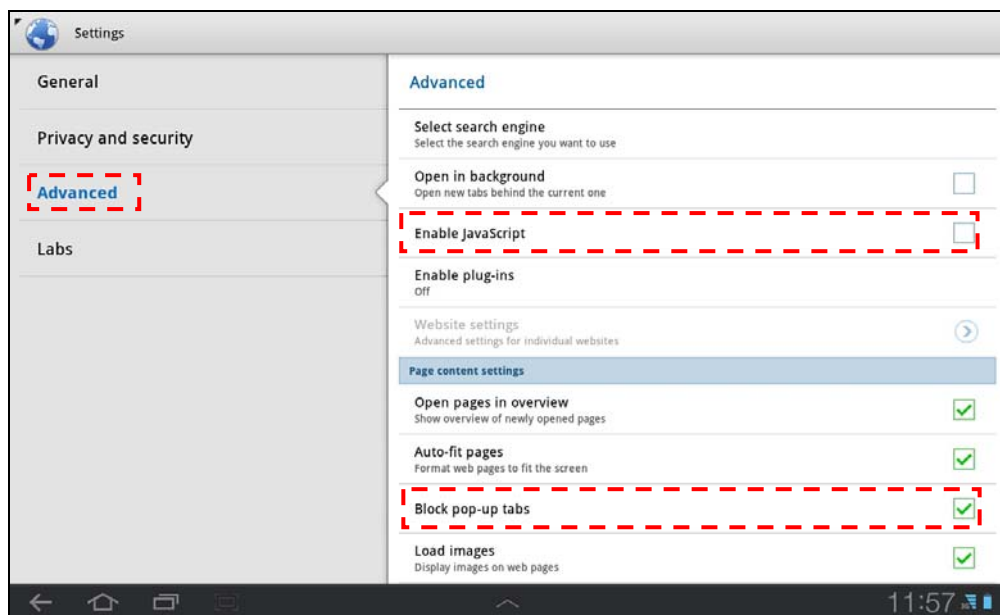 Settings
General
Privacy and security
Advanced
Labs
Advanced
Select search engine
Select the search engine you want to use
Open in background
Open new tabs behind the current one
Enable JavaScript
Enable plug-ins
Off
Website settings
Advanced settings for individual websites
Page content settings
Open pages in overview
Show overview of newly opened pages
Auto-fit pages
Format web pages to fit the screen
Block pop-up tabs
Load images
Display images on web pages
11:57